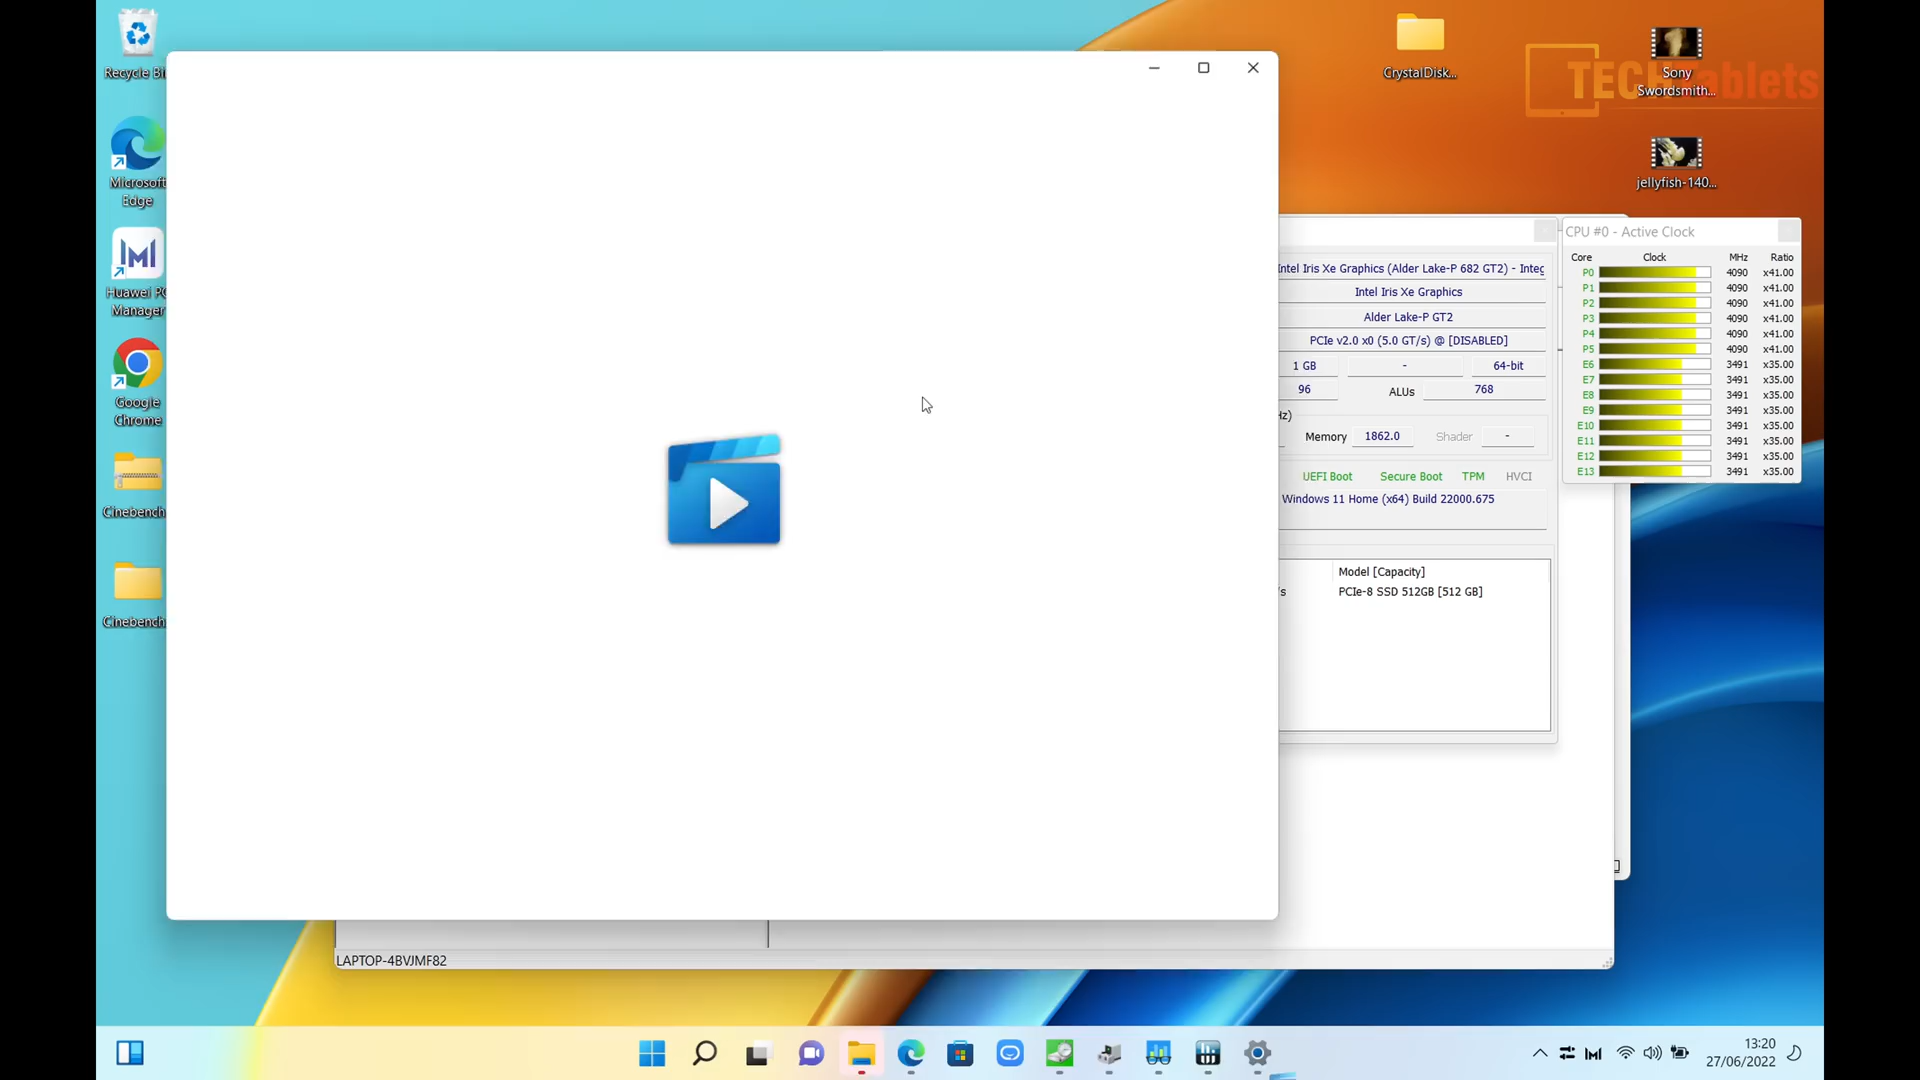 Recycle Bi
Microsoft
Edge
Huawei PC
Manager
Google
Chrome
Cinebench
Cinebench
CrystalDisk...
TECHTablets
Sony
Swordsmith...
jellyfish-140...
Intel Iris Xe Graphics (Alder Lake-P 682 GT2) - Integ
Intel Iris Xe Graphics
Alder Lake-P GT2
PCIe v2.0 x0 (5.0 GT/s) @ [DISABLED]
1 GB - 64-bit
96 ALUs 768
Hz)
Memory 1862.0 Shader -
UEFI Boot Secure Boot TPM HVCI
Windows 11 Home (x64) Build 22000.675
Model [Capacity]
's PCIe-8 SSD 512GB [512 GB]
CPU #0 - Active Clock
Core Clock MHz Ratio
P0 4090 x41.00
P1 4090 x41.00
P2 4090 x41.00
P3 4090 x41.00
P4 4090 x41.00
P5 4090 x41.00
E6 3491 x35.00
E7 3491 x35.00
E8 3491 x35.00
E9 3491 x35.00
E10 3491 x35.00
E11 3491 x35.00
E12 3491 x35.00
E13 3491 x35.00
LAPTOP-4BVJMF82
13:20
27/06/2022